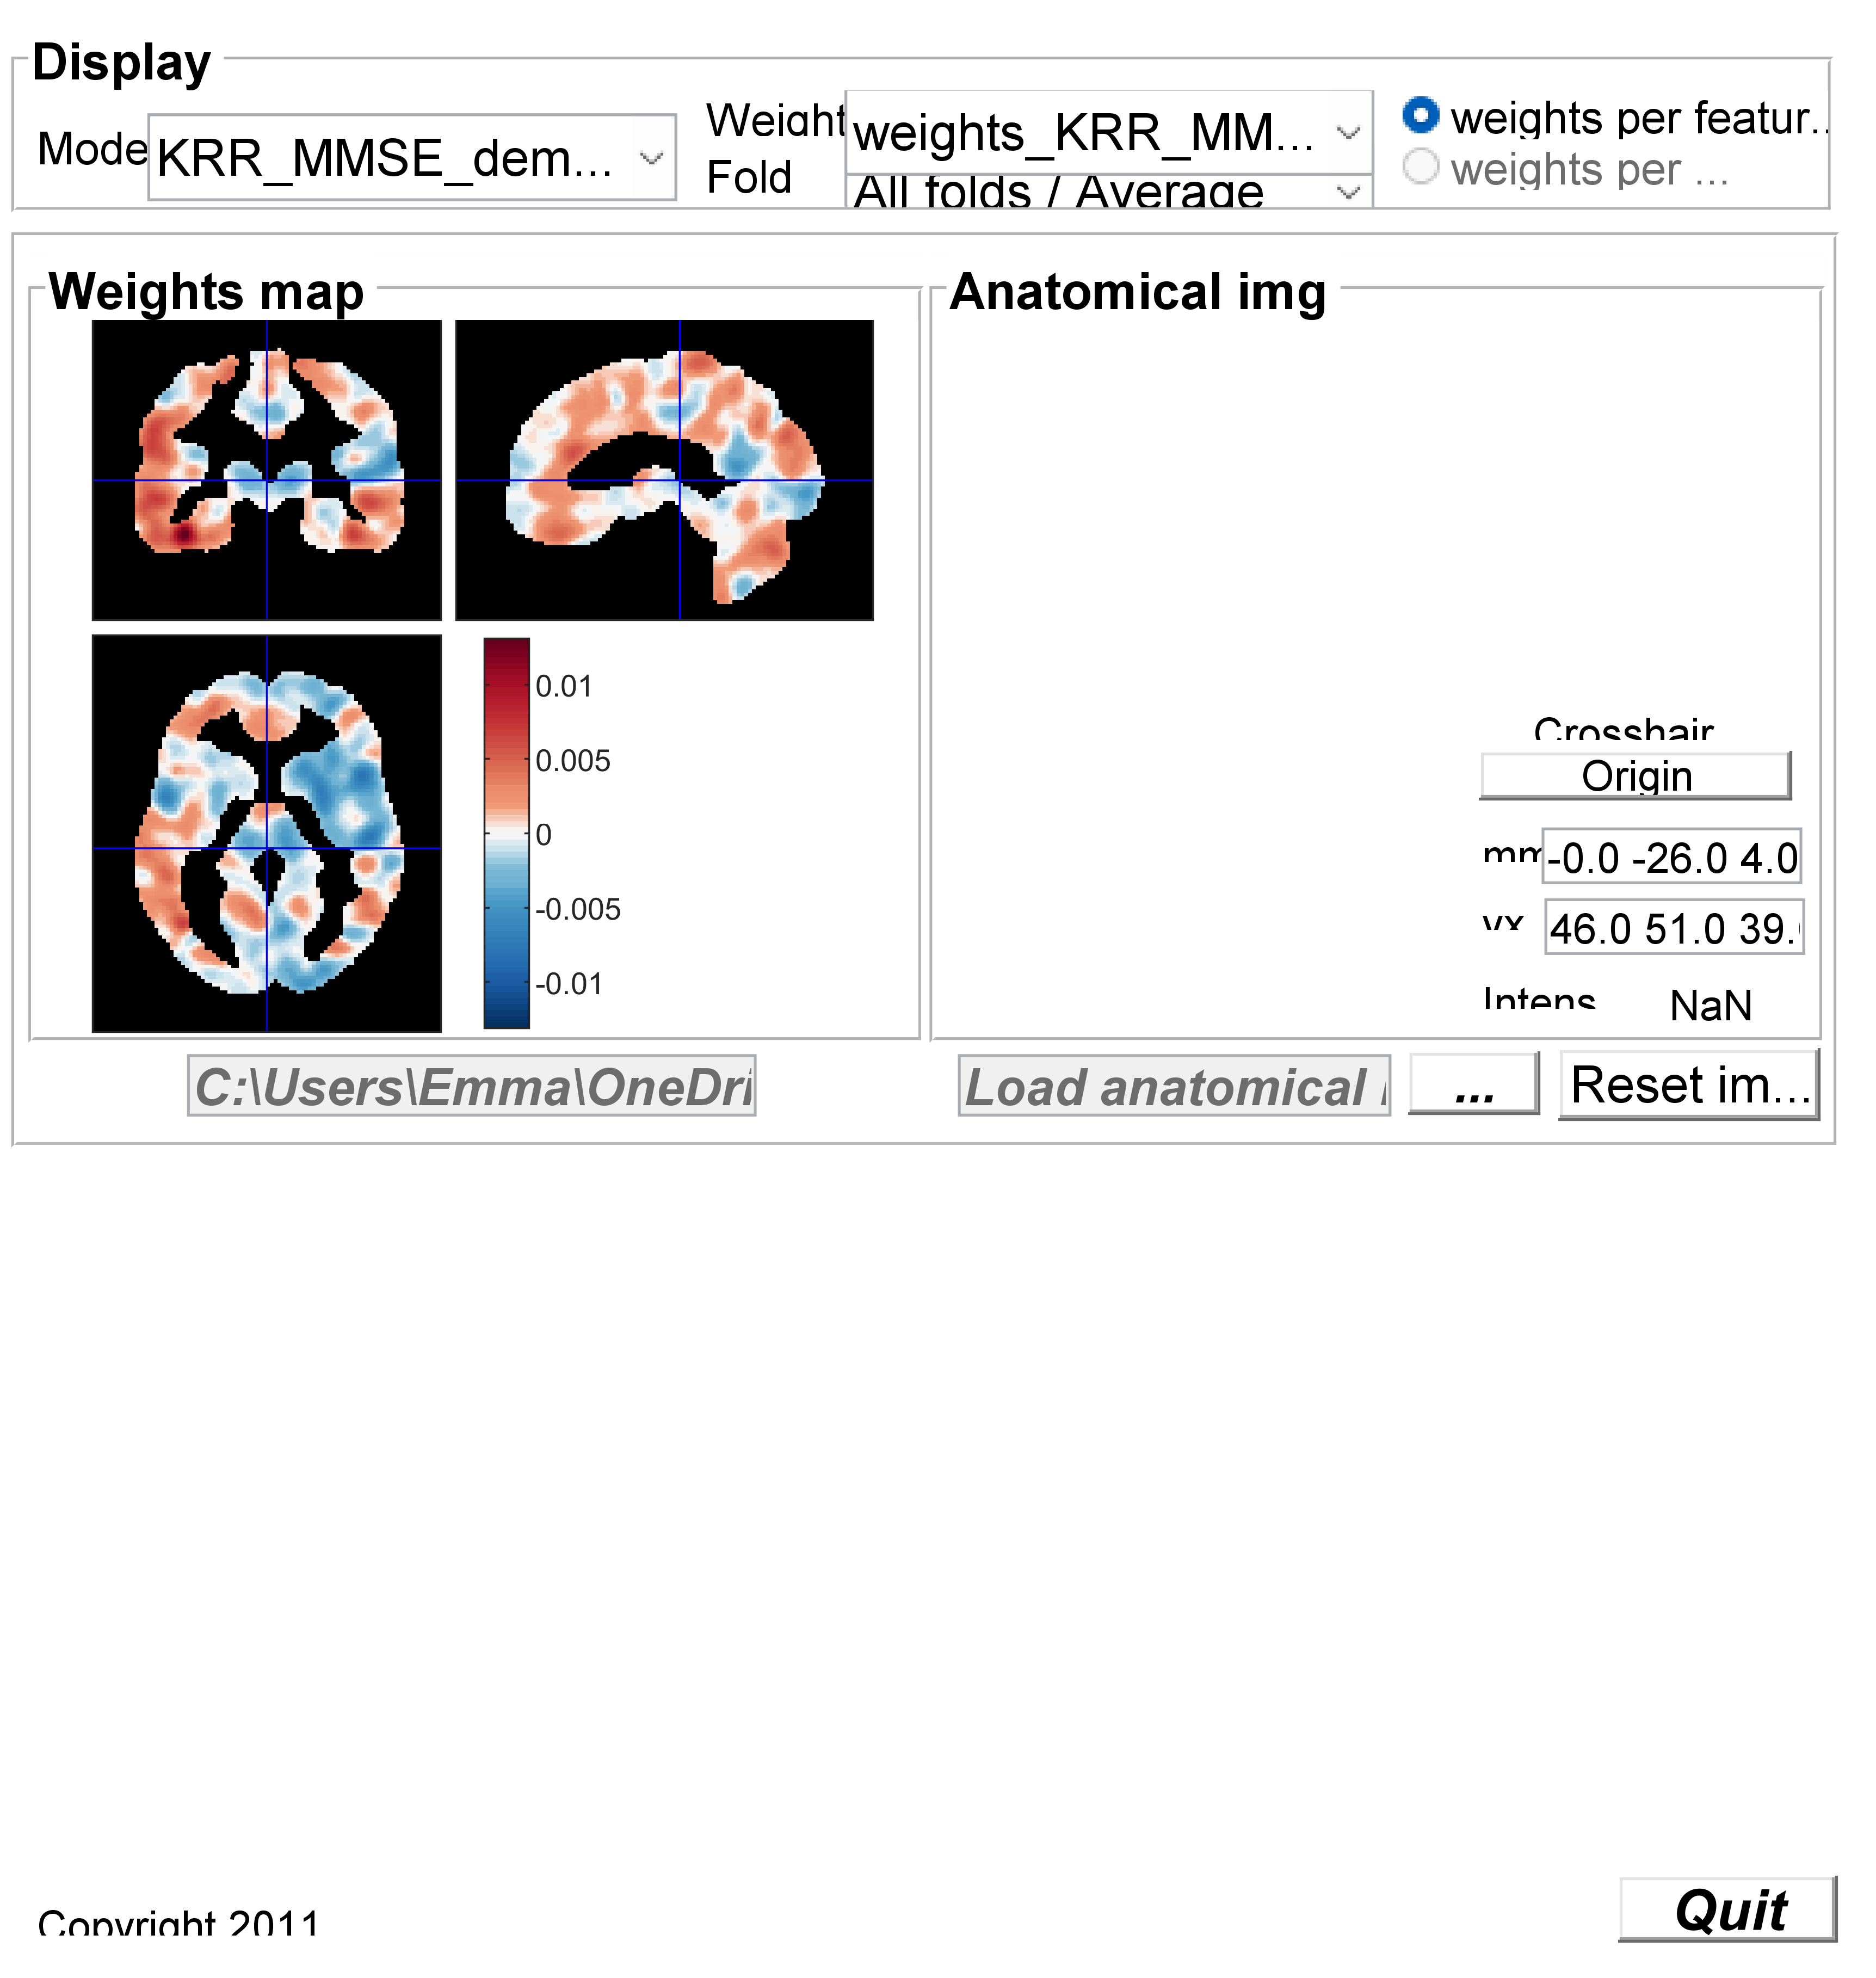 Display
Mode
KRR_MMSE_dem...
Weight
weights_KRR_MM...
weights per featur..
Fold
All folds / Average
weights per ...
Weights map
Anatomical img
0.01
0.005
0
-0.005
-0.01
Crosshair
Origin
mm
-0.0 -26.0 4.0
vx
46.0 51.0 39.
Intens
NaN
C:\Users\Emma\OneDri
Load anatomical
...
Reset im...
Copyright 2011
Quit